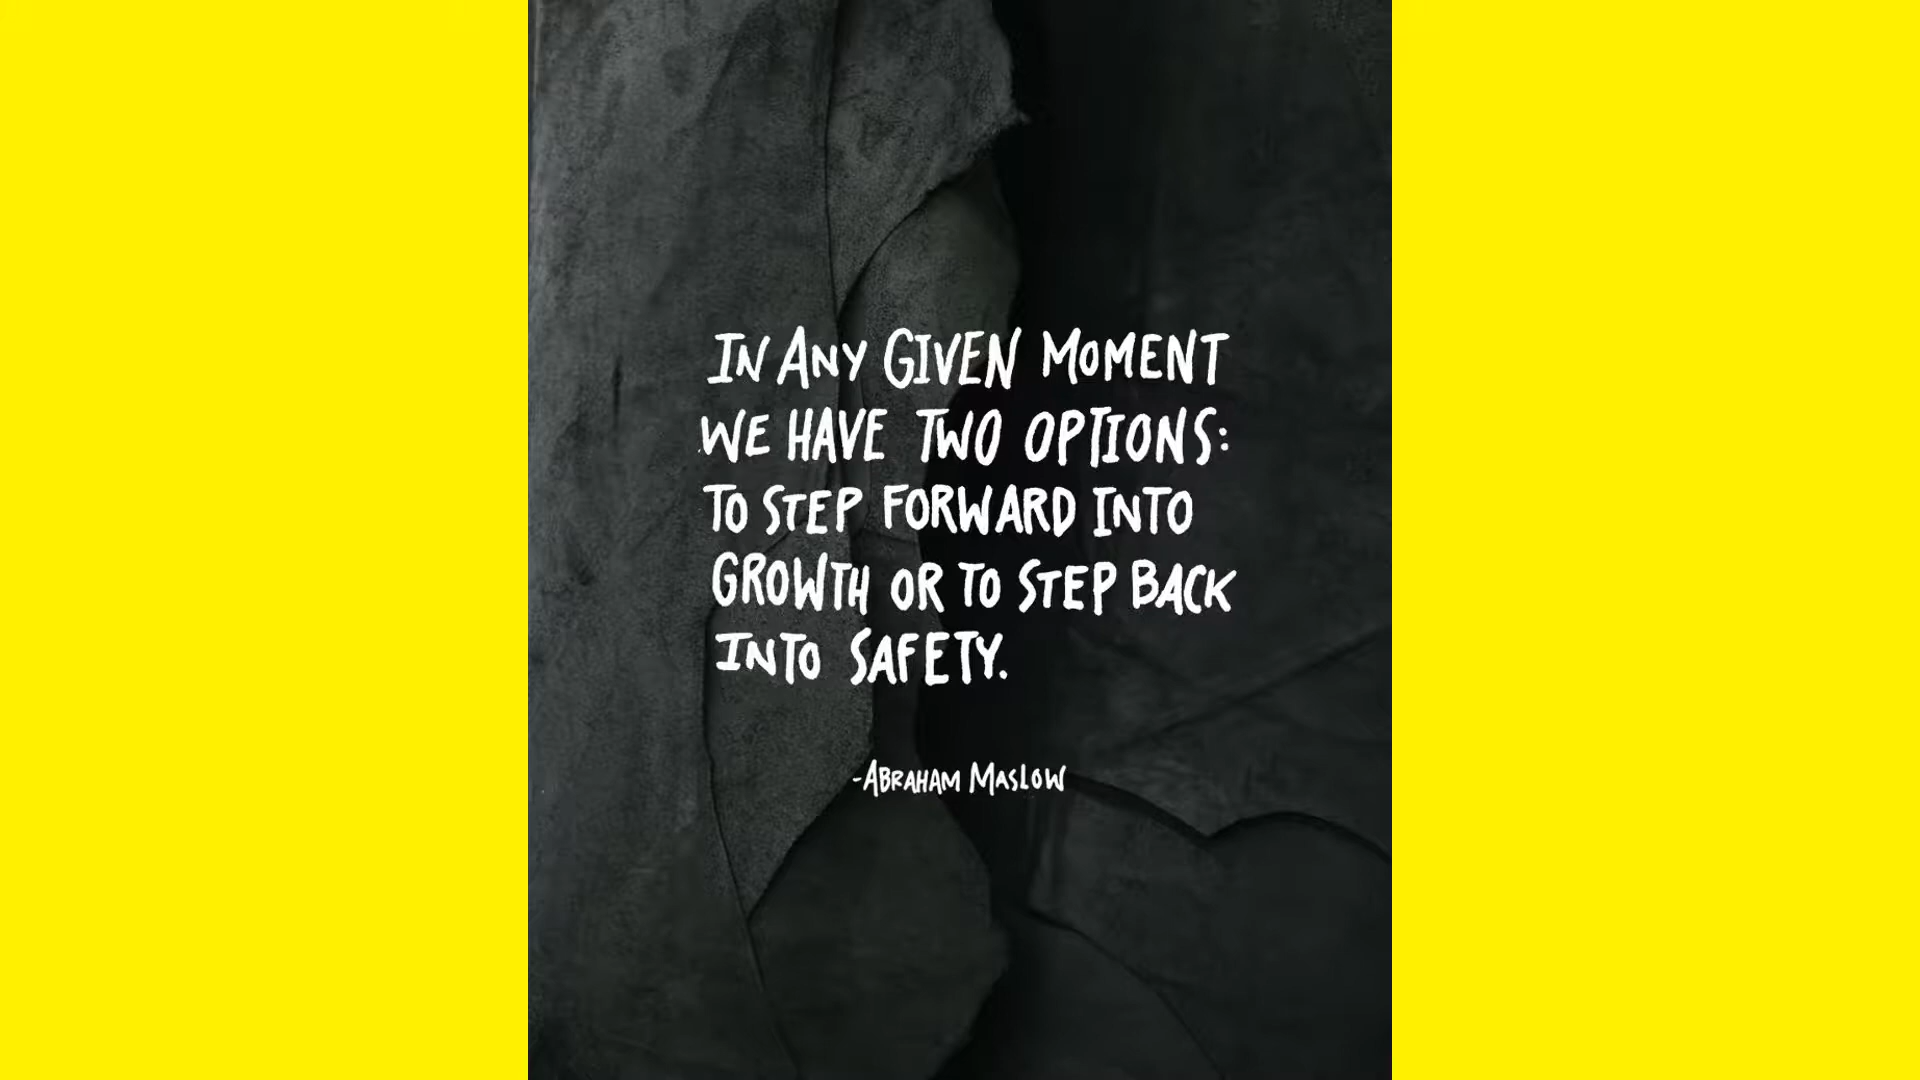 IN ANY GIVEN MOMENT
WE HAVE TWO OPTIONS:
TO STEP FORWARD INTO
GROWTH OR TO STEP BACK
INTO SAFETY.
-ABRAHAM MASLOW